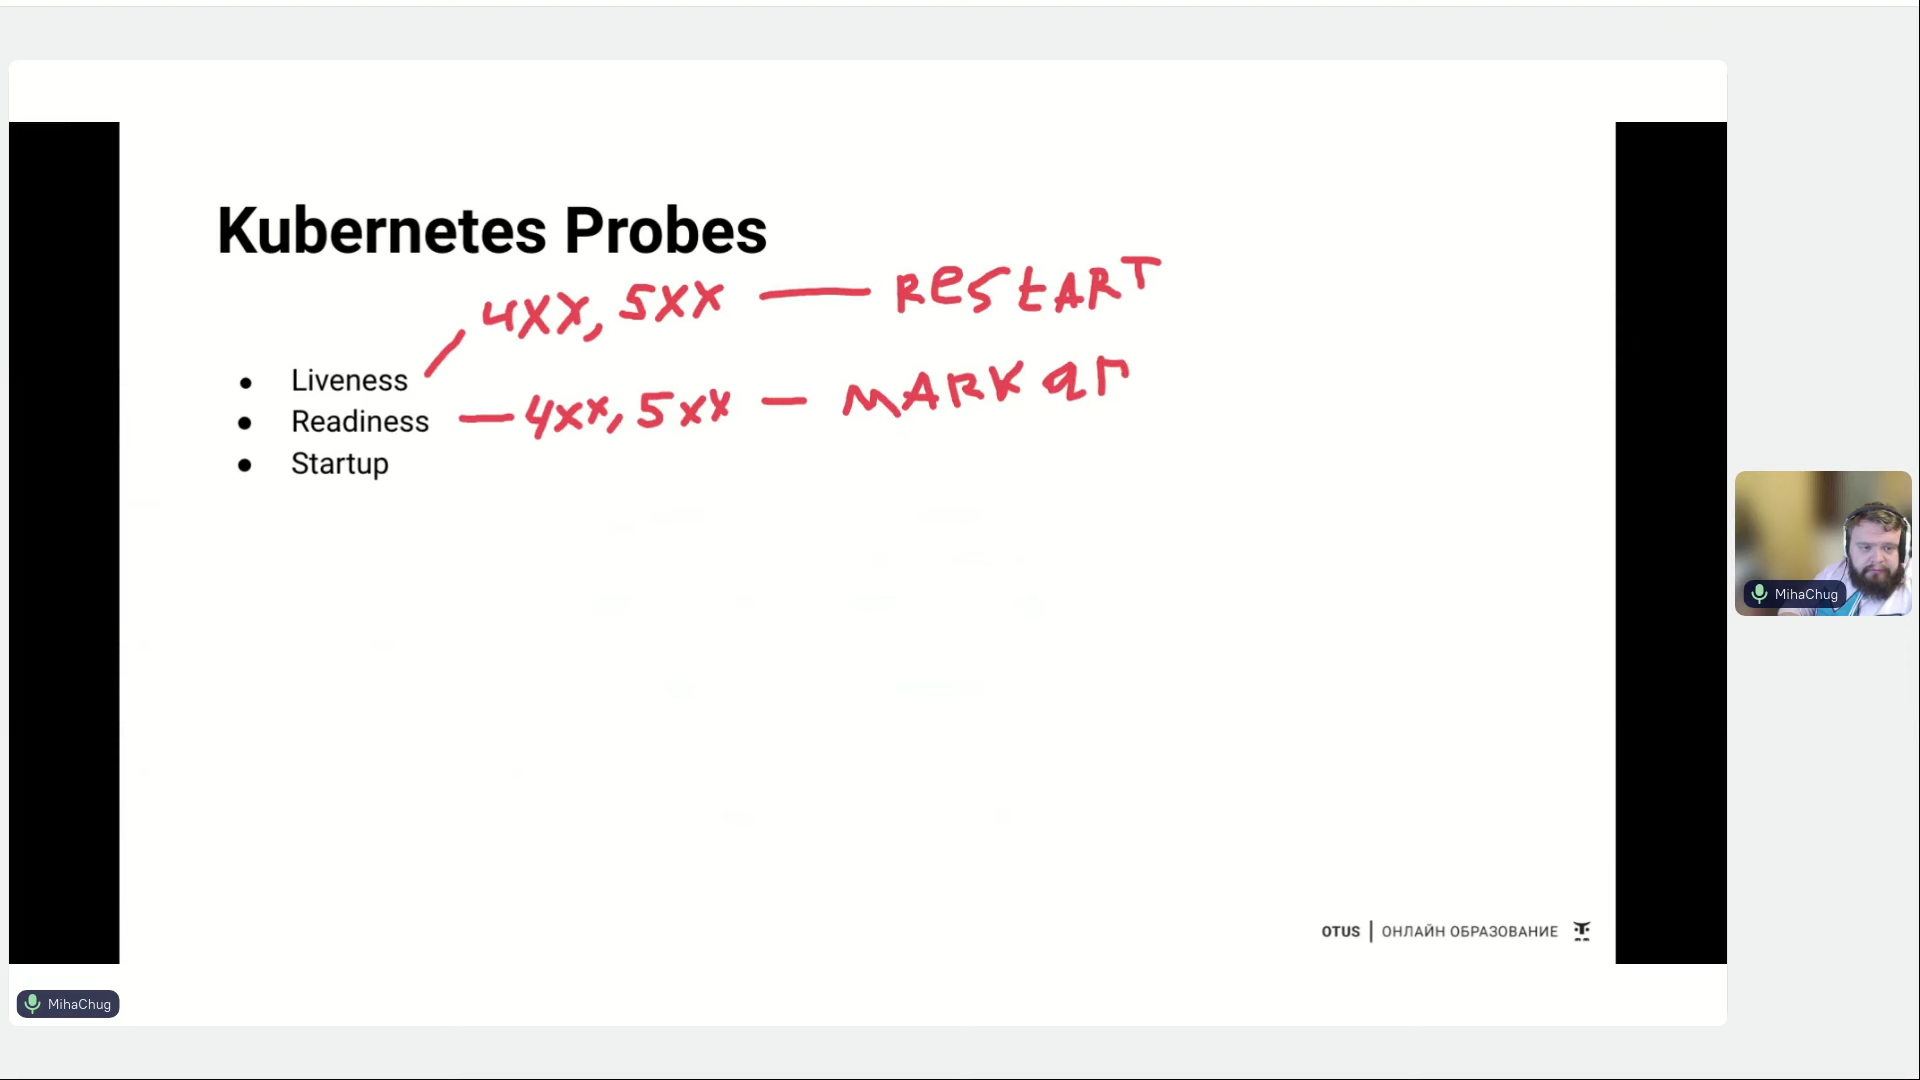 Kubernetes Probes
4XX, 5XX — RESTART
Liveness
Readiness — 4XX, 5XX — MARK
Startup
MihaChug
OTUS | ОНЛАЙН ОБРАЗОВАНИЕ
MihaChug